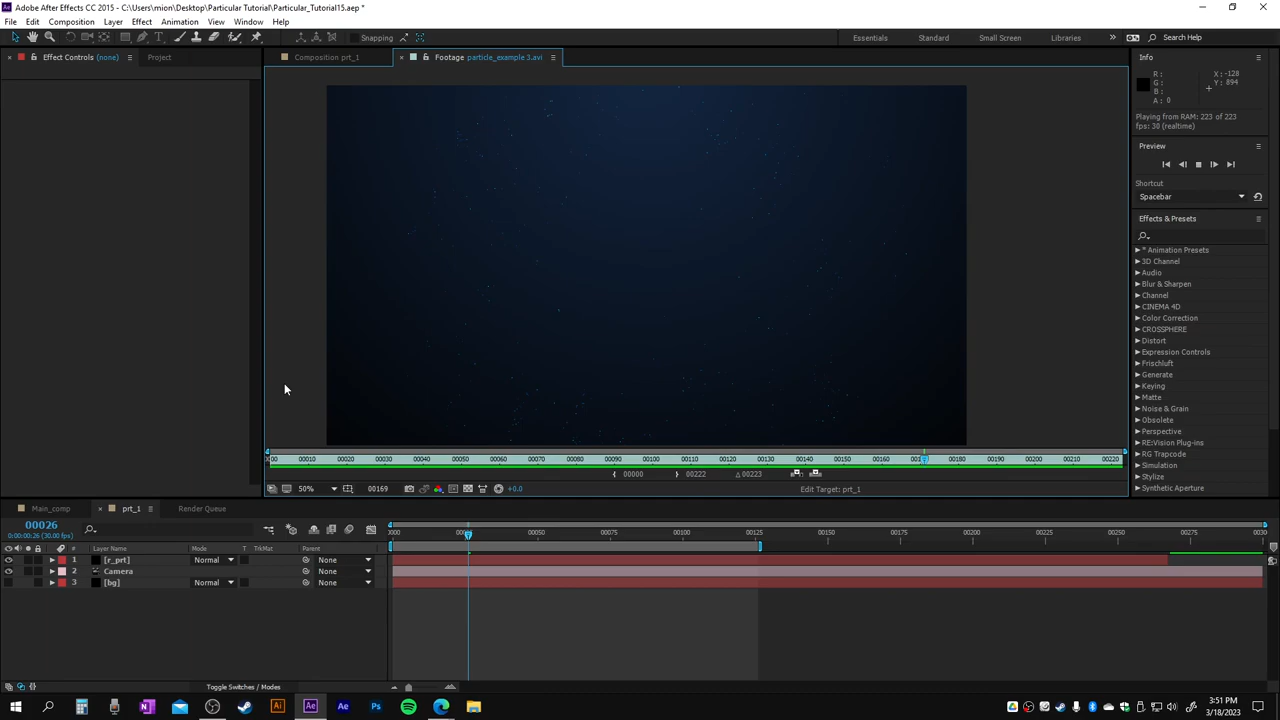 Adobe After Effects CC 2015 - C:\Users\mion\Desktop\Particular Tutorial\Particular_Tutorial15.aep *
File Edit Composition Layer Effect Animation View Window Help
Snapping Essentials Standard Small Screen Libraries Search Help
Effect Controls (none) Project
Composition prt_1 Footage particle_example 3.avi
Info
R: X: -128
G: Y: 894
B:
A: 0
Playing from RAM: 223 of 223
fps: 30 (realtime)
Preview
Shortcut
Spacebar
Effects & Presets
* Animation Presets
3D Channel
Audio
Blur & Sharpen
Channel
CINEMA 4D
Color Correction
CROSSPHERE
Distort
Expression Controls
Frischluft
Generate
Keying
Matte
Noise & Grain
Obsolete
Perspective
RE:Vision Plug-ins
RG Trapcode
Simulation
Stylize
Synthetic Aperture
00010 00020 00030 00040 00050 00060 00070 00080 00090 00100 00110 00120 00130 00140 00150 00160 00180 00190 00200 00210 00220
00000 00222 00223
50% 00169 +0.0 Edit Target: prt_1
Main_comp prt_1 Render Queue
00026
0:00:00:26 (30.00 fps)
# Layer Name Mode T TrkMat Parent
00050 00075 00100 00125 00150 00175 00200 00225 00250 00275
1 [r_prt] Normal None
2 Camera None
3 [bg] Normal None
Toggle Switches / Modes
3:51 PM
3/18/2023